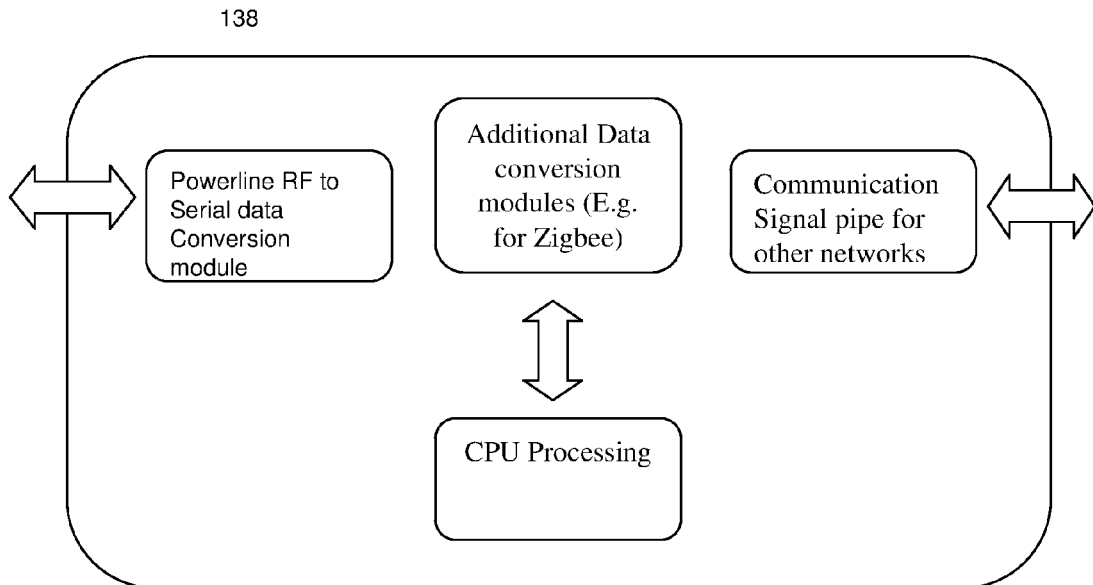 138
Powerline RF to
Serial data
Conversion
module
Additional Data
conversion
modules (E.g.
for Zigbee)
Communication
Signal pipe for
other networks
CPU Processing